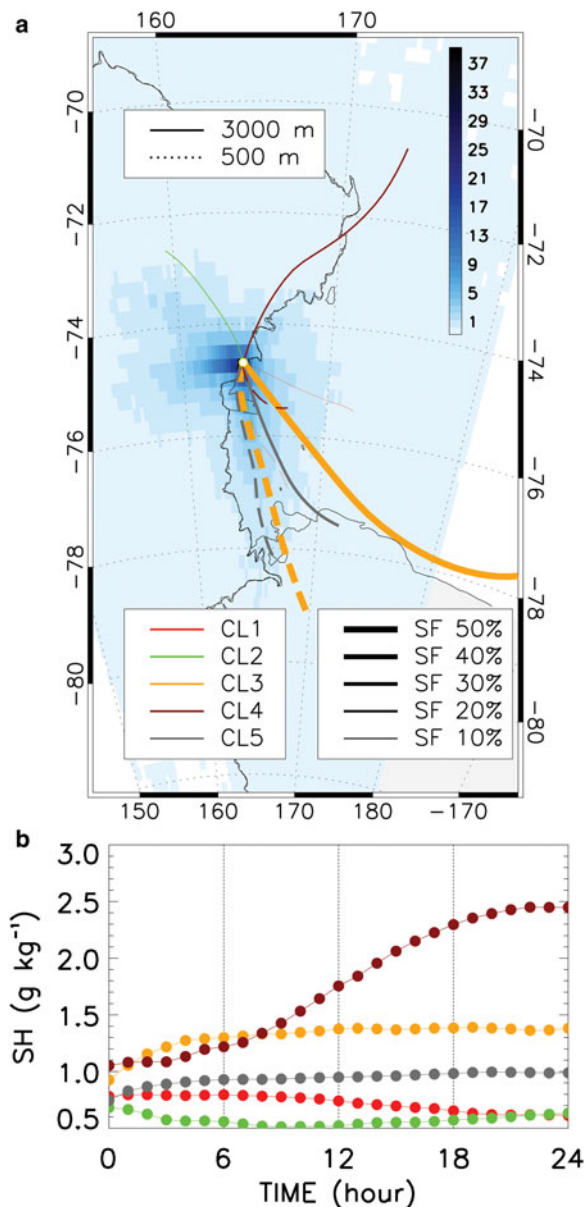 a
160
170
37
33
29
25
21
17
13
9
5
1
3000 m
500 m
−70
−72
−74
−76
−78
−80
−70
−72
−74
−76
−78
−80
CL1
CL2
CL3
CL4
CL5
SF 50%
SF 40%
SF 30%
SF 20%
SF 10%
150
160
170
180
−170
b
3.0
2.5
2.0
1.5
1.0
0.5
SH (g kg⁻¹)
0
6
12
18
24
TIME (hour)